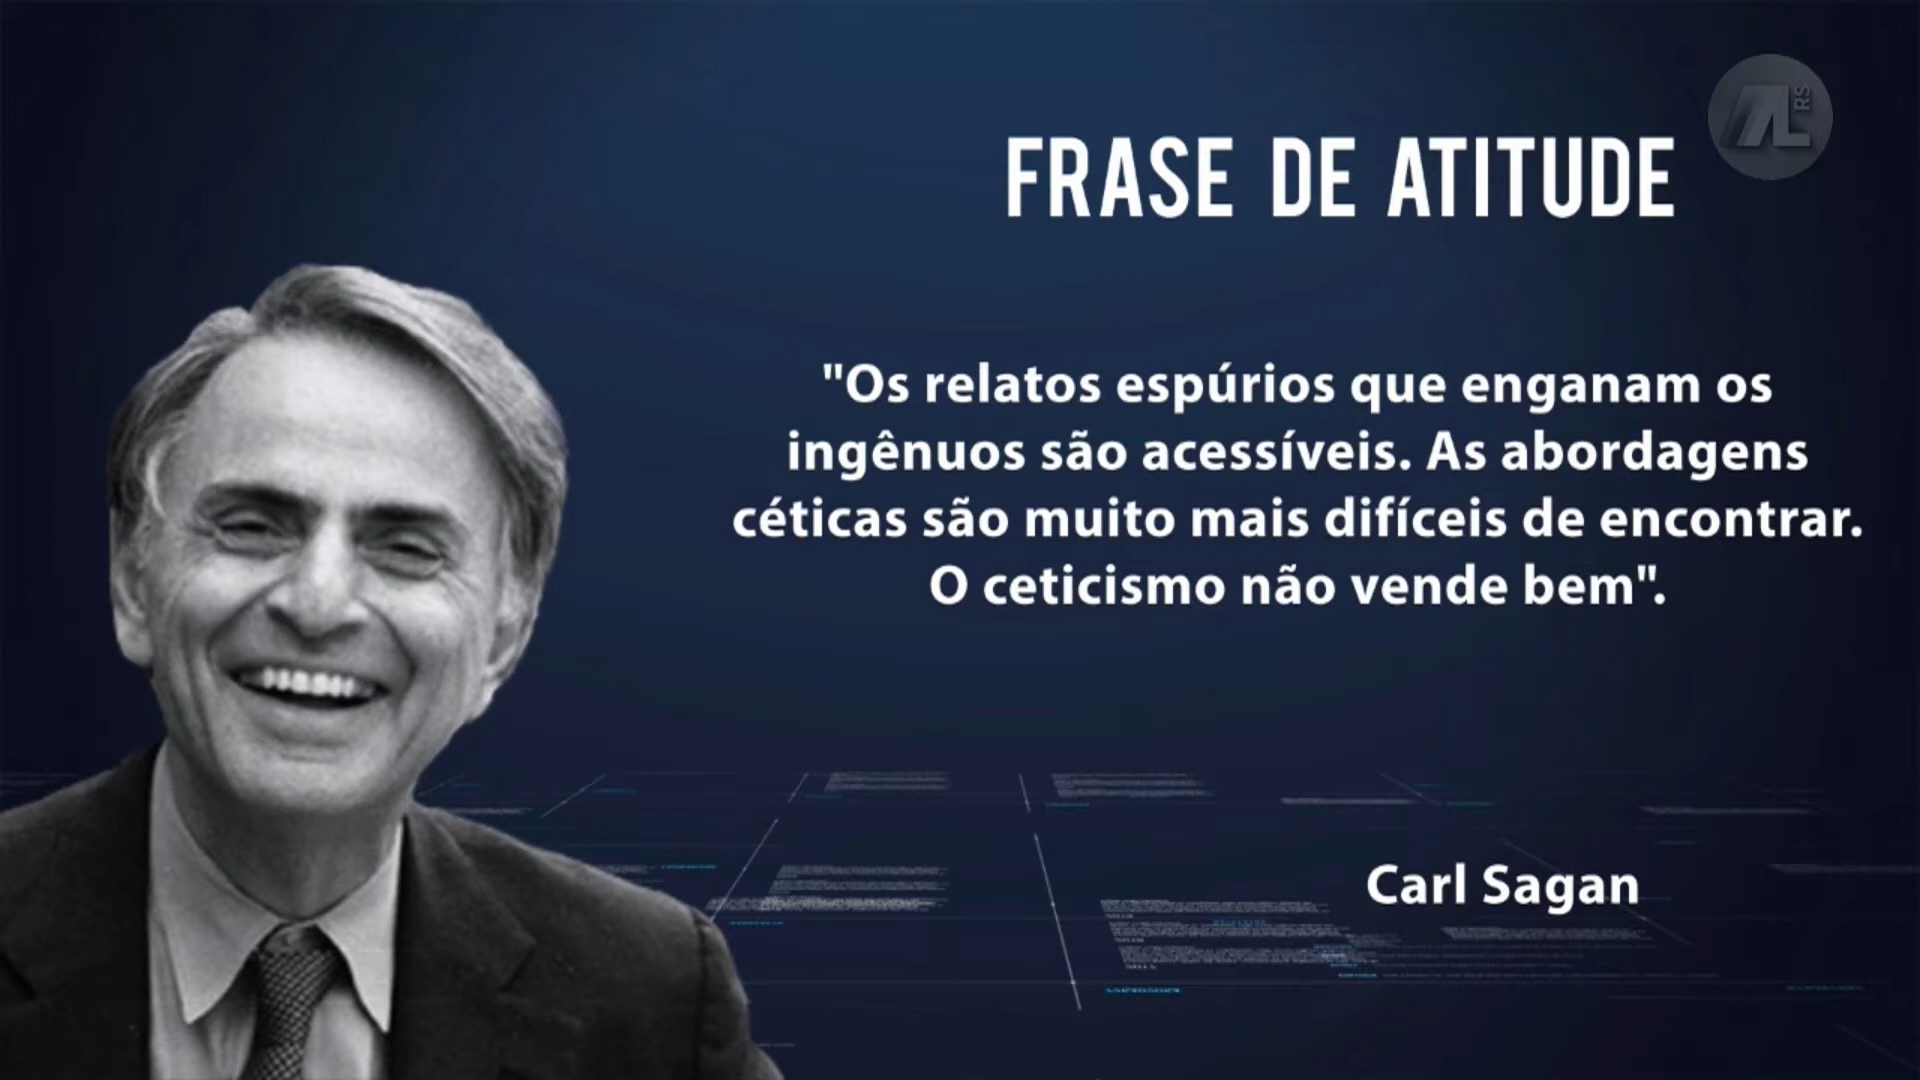 RS
FRASE DE ATITUDE
"Os relatos espúrios que enganam os
ingênuos são acessíveis. As abordagens
céticas são muito mais difíceis de encontrar.
O ceticismo não vende bem".
Carl Sagan